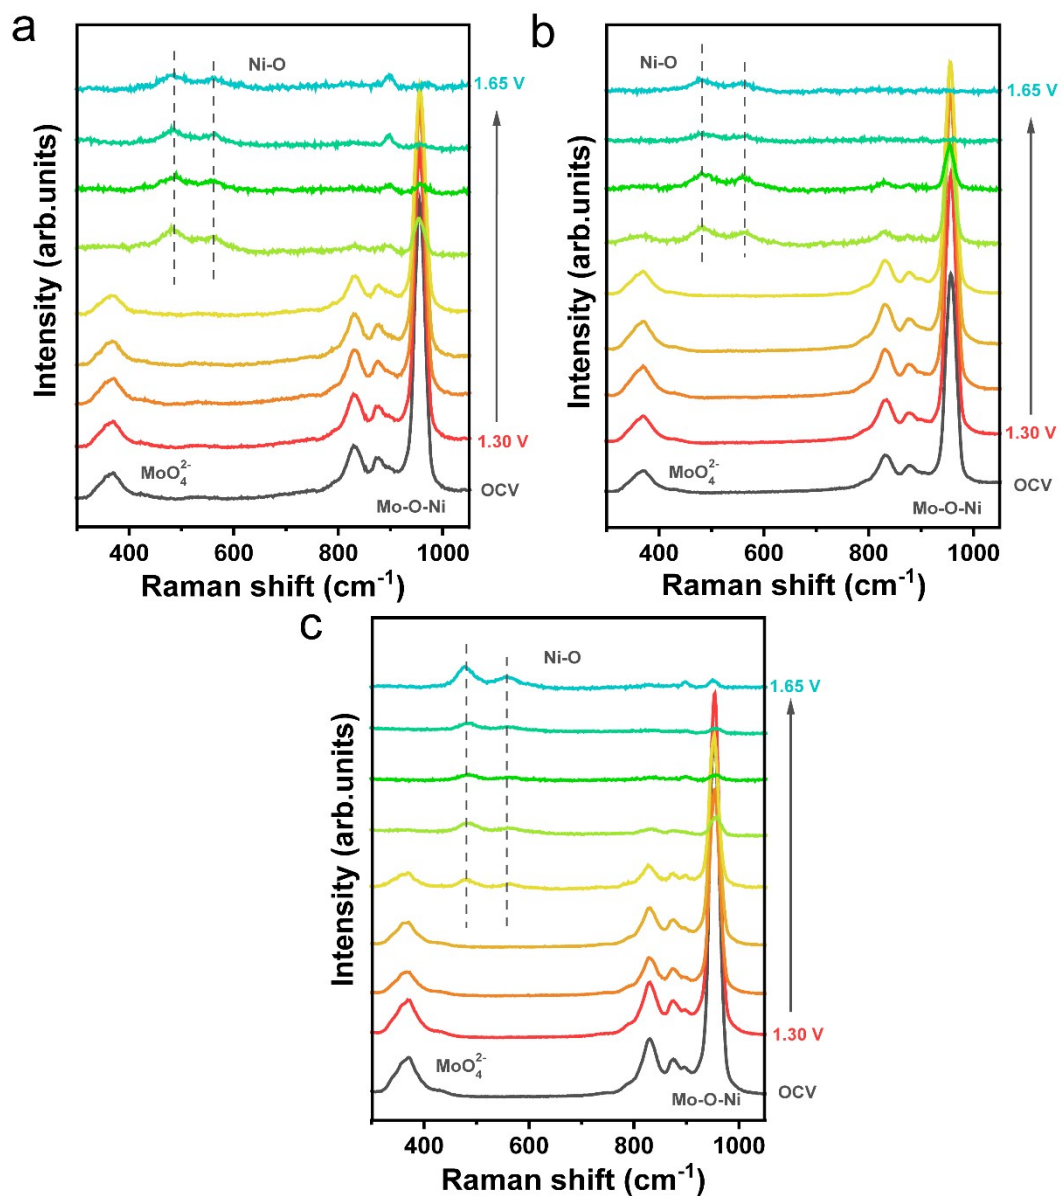 a
Ni-O
1.65 V
1.30 V
MoO₄²⁻
OCV
Mo-O-Ni
400
600
800
1000
Raman shift (cm⁻¹)
Intensity (arb.units)
b
Ni-O
1.65 V
1.30 V
MoO₄²⁻
OCV
Mo-O-Ni
400
600
800
1000
Raman shift (cm⁻¹)
Intensity (arb.units)
c
Ni-O
1.65 V
1.30 V
MoO₄²⁻
OCV
Mo-O-Ni
400
600
800
1000
Raman shift (cm⁻¹)
Intensity (arb.units)